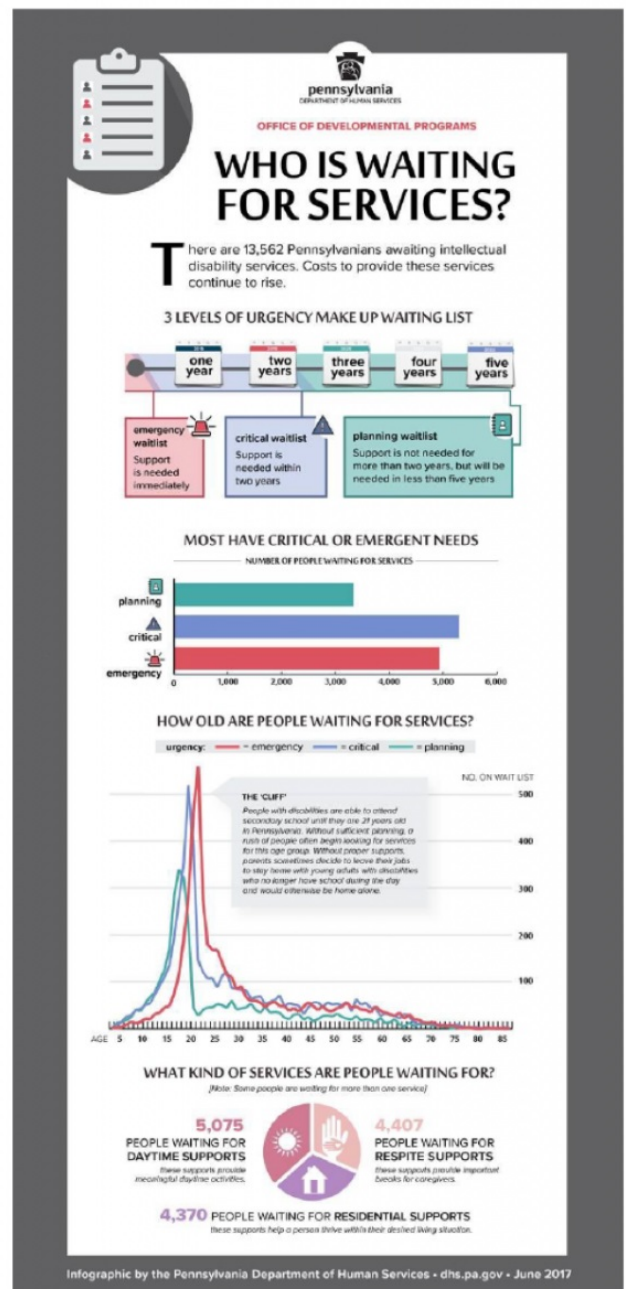 pennsylvania
DEPARTMENT OF HUMAN SERVICES
OFFICE OF DEVELOPMENTAL PROGRAMS
WHO IS WAITING
FOR SERVICES?
There are 13,562 Pennsylvanians awaiting intellectual
disability services. Costs to provide these services
continue to rise.
3 LEVELS OF URGENCY MAKE UP WAITING LIST
one
year
two
years
three
years
four
years
five
years
emergency
waitlist
Support
is needed
immediately
critical waitlist
Support is
needed within
two years
planning waitlist
Support is not needed for
more than two years, but will be
needed in less than five years
MOST HAVE CRITICAL OR EMERGENT NEEDS
NUMBER OF PEOPLE WAITING FOR SERVICES
planning
critical
emergency
0 1,000 2,000 3,000 4,000 5,000 6,000
HOW OLD ARE PEOPLE WAITING FOR SERVICES?
urgency: = emergency = critical = planning
NO. ON WAIT LIST
THE 'CLIFF'
People with disabilities are able to attend
secondary school until they are 21 years old
in Pennsylvania. Without sufficient planning, a
rush of people often begin looking for services
for this age group. Without proper supports,
parents sometimes decide to leave their jobs
to stay home with young adults with disabilities
who no longer have school during the day
and would otherwise be home alone.
500
400
300
200
100
AGE 5 10 15 20 25 30 35 40 45 50 55 60 65 70 75 80 85
WHAT KIND OF SERVICES ARE PEOPLE WAITING FOR?
[Note: Some people are waiting for more than one service]
5,075
PEOPLE WAITING FOR
DAYTIME SUPPORTS
these supports provide
meaningful daytime activities.
4,407
PEOPLE WAITING FOR
RESPITE SUPPORTS
these supports provide important
breaks for caregivers.
4,370 PEOPLE WAITING FOR RESIDENTIAL SUPPORTS
these supports help a person thrive within their desired living situation.
Infographic by the Pennsylvania Department of Human Services • dhs.pa.gov • June 2017